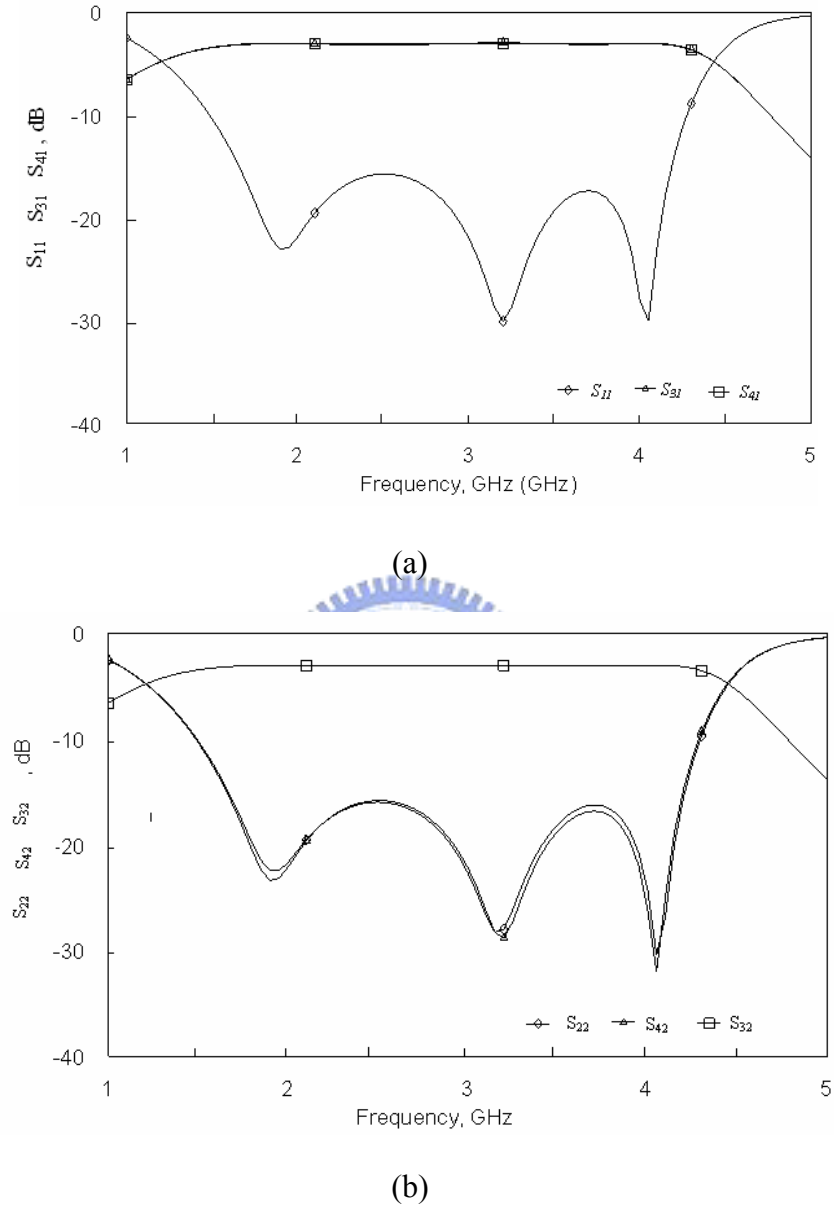 0
-10
-20
-30
-40
S11 S31 S41, dB
S11 S31 S41
1 2 3 4 5
Frequency, GHz (GHz)
(a)
0
-10
-20
-30
-40
S22 S42 S32 , dB
S22 S42 S32
1 2 3 4 5
Frequency, GHz
(b)